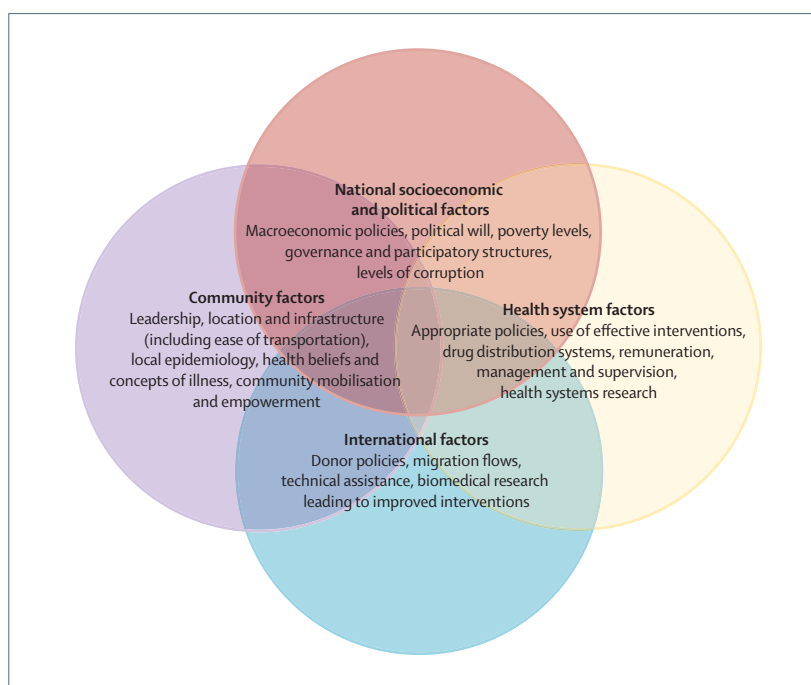 National socioeconomic
and political factors
Macroeconomic policies, political will, poverty levels,
governance and participatory structures,
levels of corruption
Community factors
Leadership, location and infrastructure
(including ease of transportation),
local epidemiology, health beliefs and
concepts of illness, community mobilisation
and empowerment
Health system factors
Appropriate policies, use of effective interventions,
drug distribution systems, remuneration,
management and supervision,
health systems research
International factors
Donor policies, migration flows,
technical assistance, biomedical research
leading to improved interventions